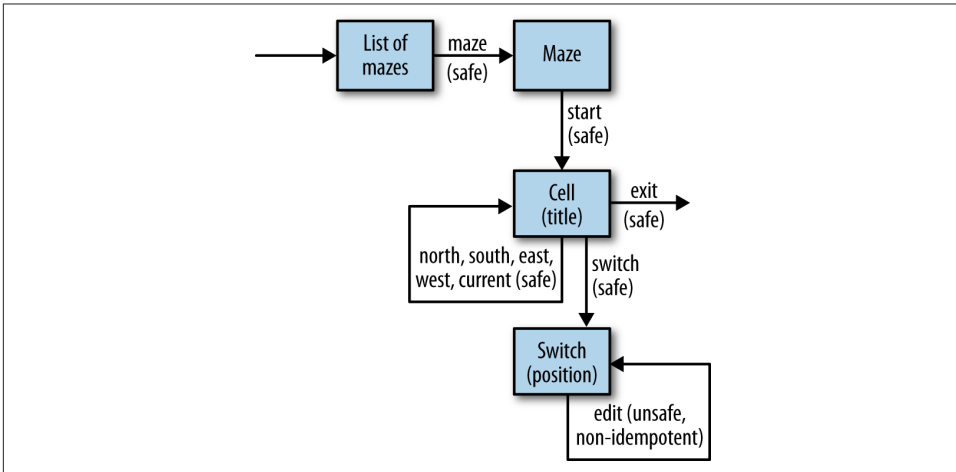 List of
mazes
maze
(safe)
Maze
start
(safe)
Cell
(title)
exit
(safe)
north, south, east,
west, current (safe)
switch
(safe)
Switch
(position)
edit (unsafe,
non-idempotent)